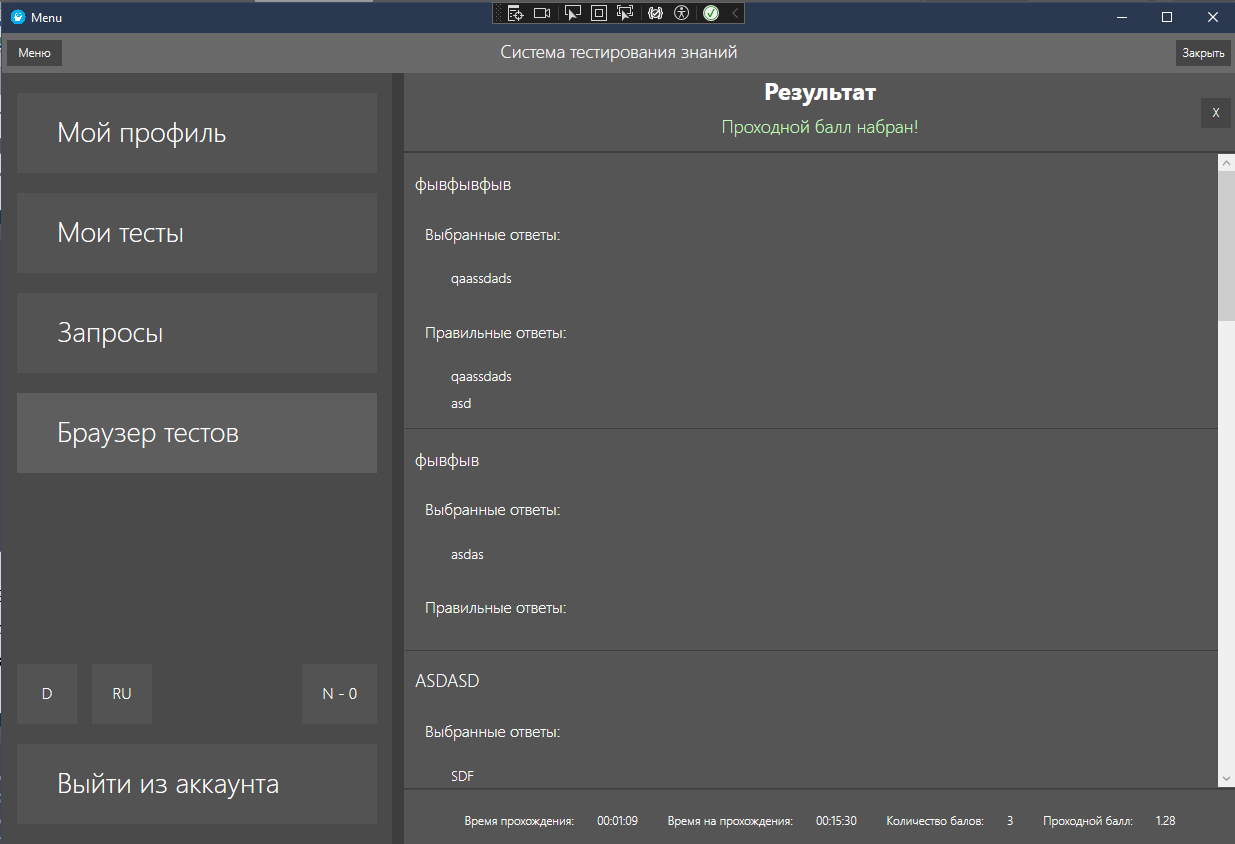 Menu
Меню
Система тестирования знаний
Закрыть
Мой профиль
Мои тесты
Запросы
Браузер тестов
D
RU
N - 0
Выйти из аккаунта
Результат
Проходной балл набран!
X
фывфывфыв
Выбранные ответы:
qaassdads
Правильные ответы:
qaassdads
asd
фывфыв
Выбранные ответы:
asdas
Правильные ответы:
ASDASD
Выбранные ответы:
SDF
Время прохождения: 00:01:09 Время на прохождения: 00:15:30 Количество балов: 3 Проходной балл: 1.28